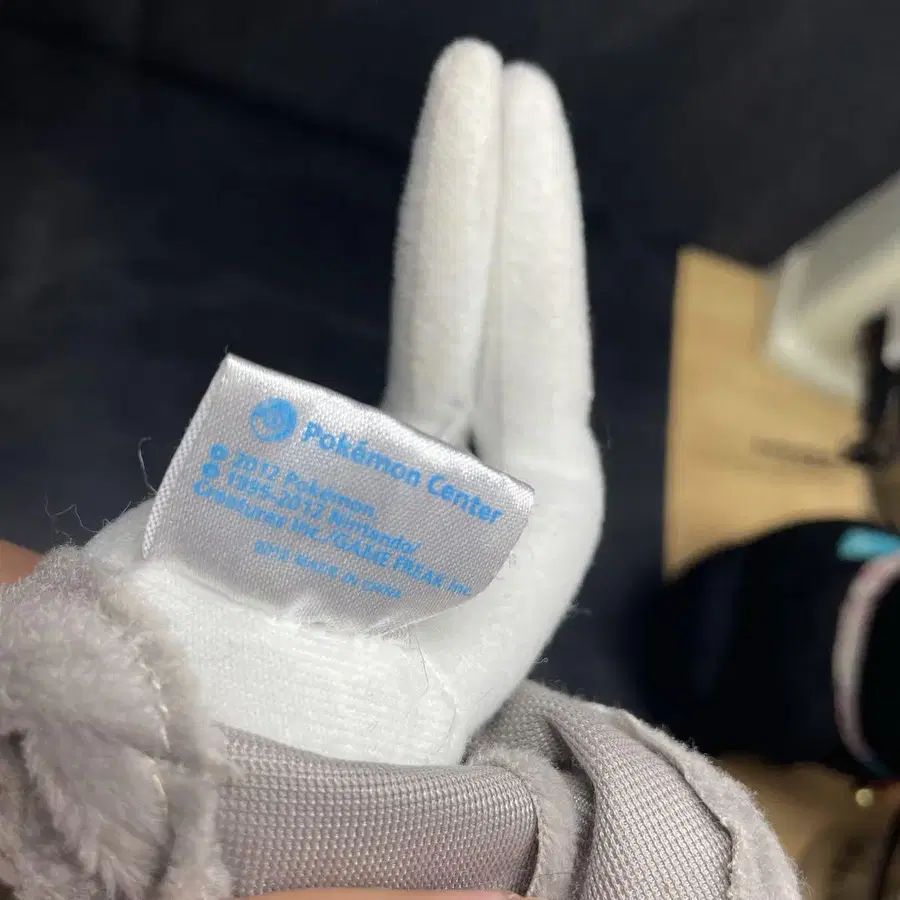 Pokémon Center
© 2012 Pokémon.
© 1995-2012 Nintendo/
Creatures Inc./GAME FREAK inc.
MADE IN CHINA